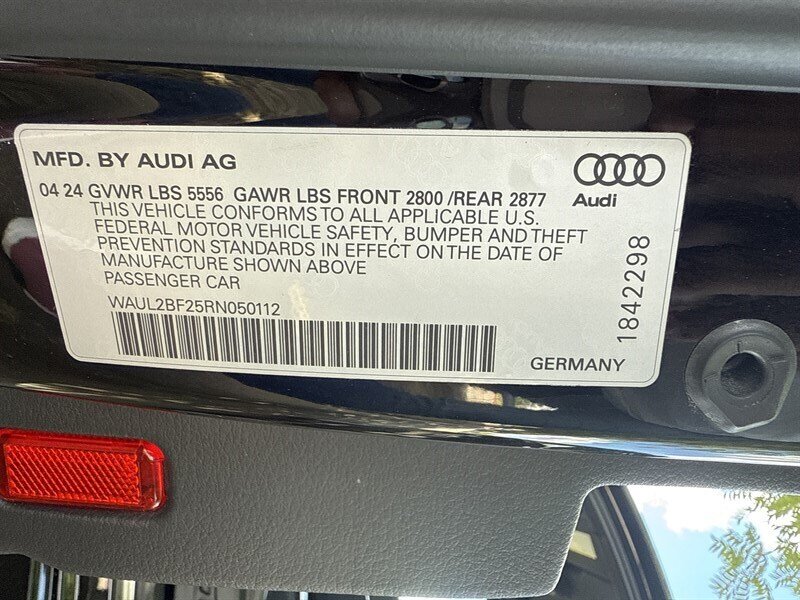 MFD. BY AUDI AG
04 24 GVWR LBS 5556 GAWR LBS FRONT 2800 /REAR 2877
THIS VEHICLE CONFORMS TO ALL APPLICABLE U.S.
FEDERAL MOTOR VEHICLE SAFETY, BUMPER AND THEFT
PREVENTION STANDARDS IN EFFECT ON THE DATE OF
MANUFACTURE SHOWN ABOVE
PASSENGER CAR
WAUL2BF25RN050112
GERMANY
Audi
1842298